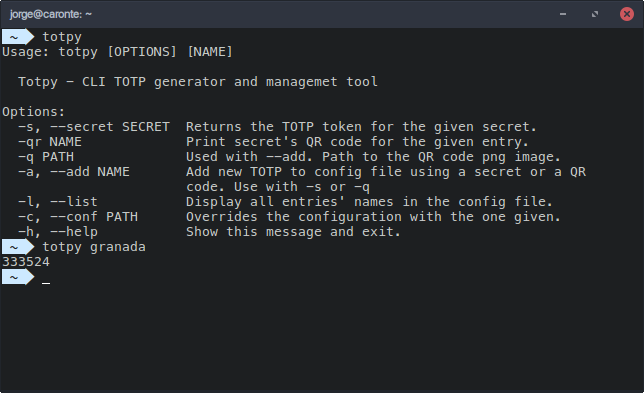 jorge@caronte: ~
~ totpy
Usage: totpy [OPTIONS] [NAME]
Totpy - CLI TOTP generator and managemet tool
Options:
-s, --secret SECRET  Returns the TOTP token for the given secret.
-qr NAME             Print secret's QR code for the given entry.
-q PATH              Used with --add. Path to the QR code png image.
-a, --add NAME       Add new TOTP to config file using a secret or a QR
code. Use with -s or -q
-l, --list           Display all entries' names in the config file.
-c, --conf PATH      Overrides the configuration with the one given.
-h, --help           Show this message and exit.
~ totpy granada
333524
~ _